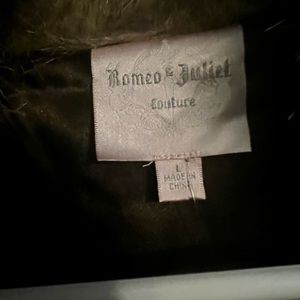 Romeo & Juliet
Couture
L
MADE IN
CHINA